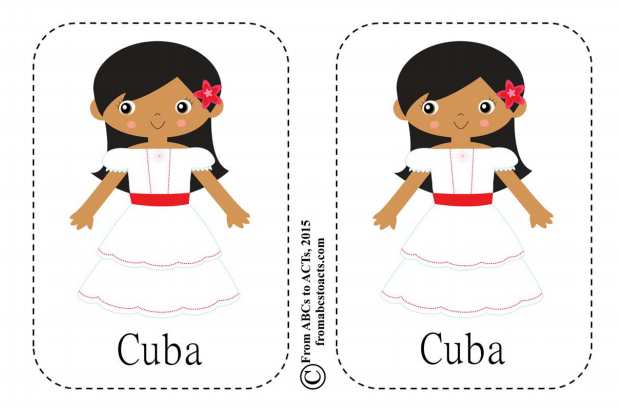 Cuba
© From ABCs to ACTs, 2015
fromabcstoacts.com
Cuba